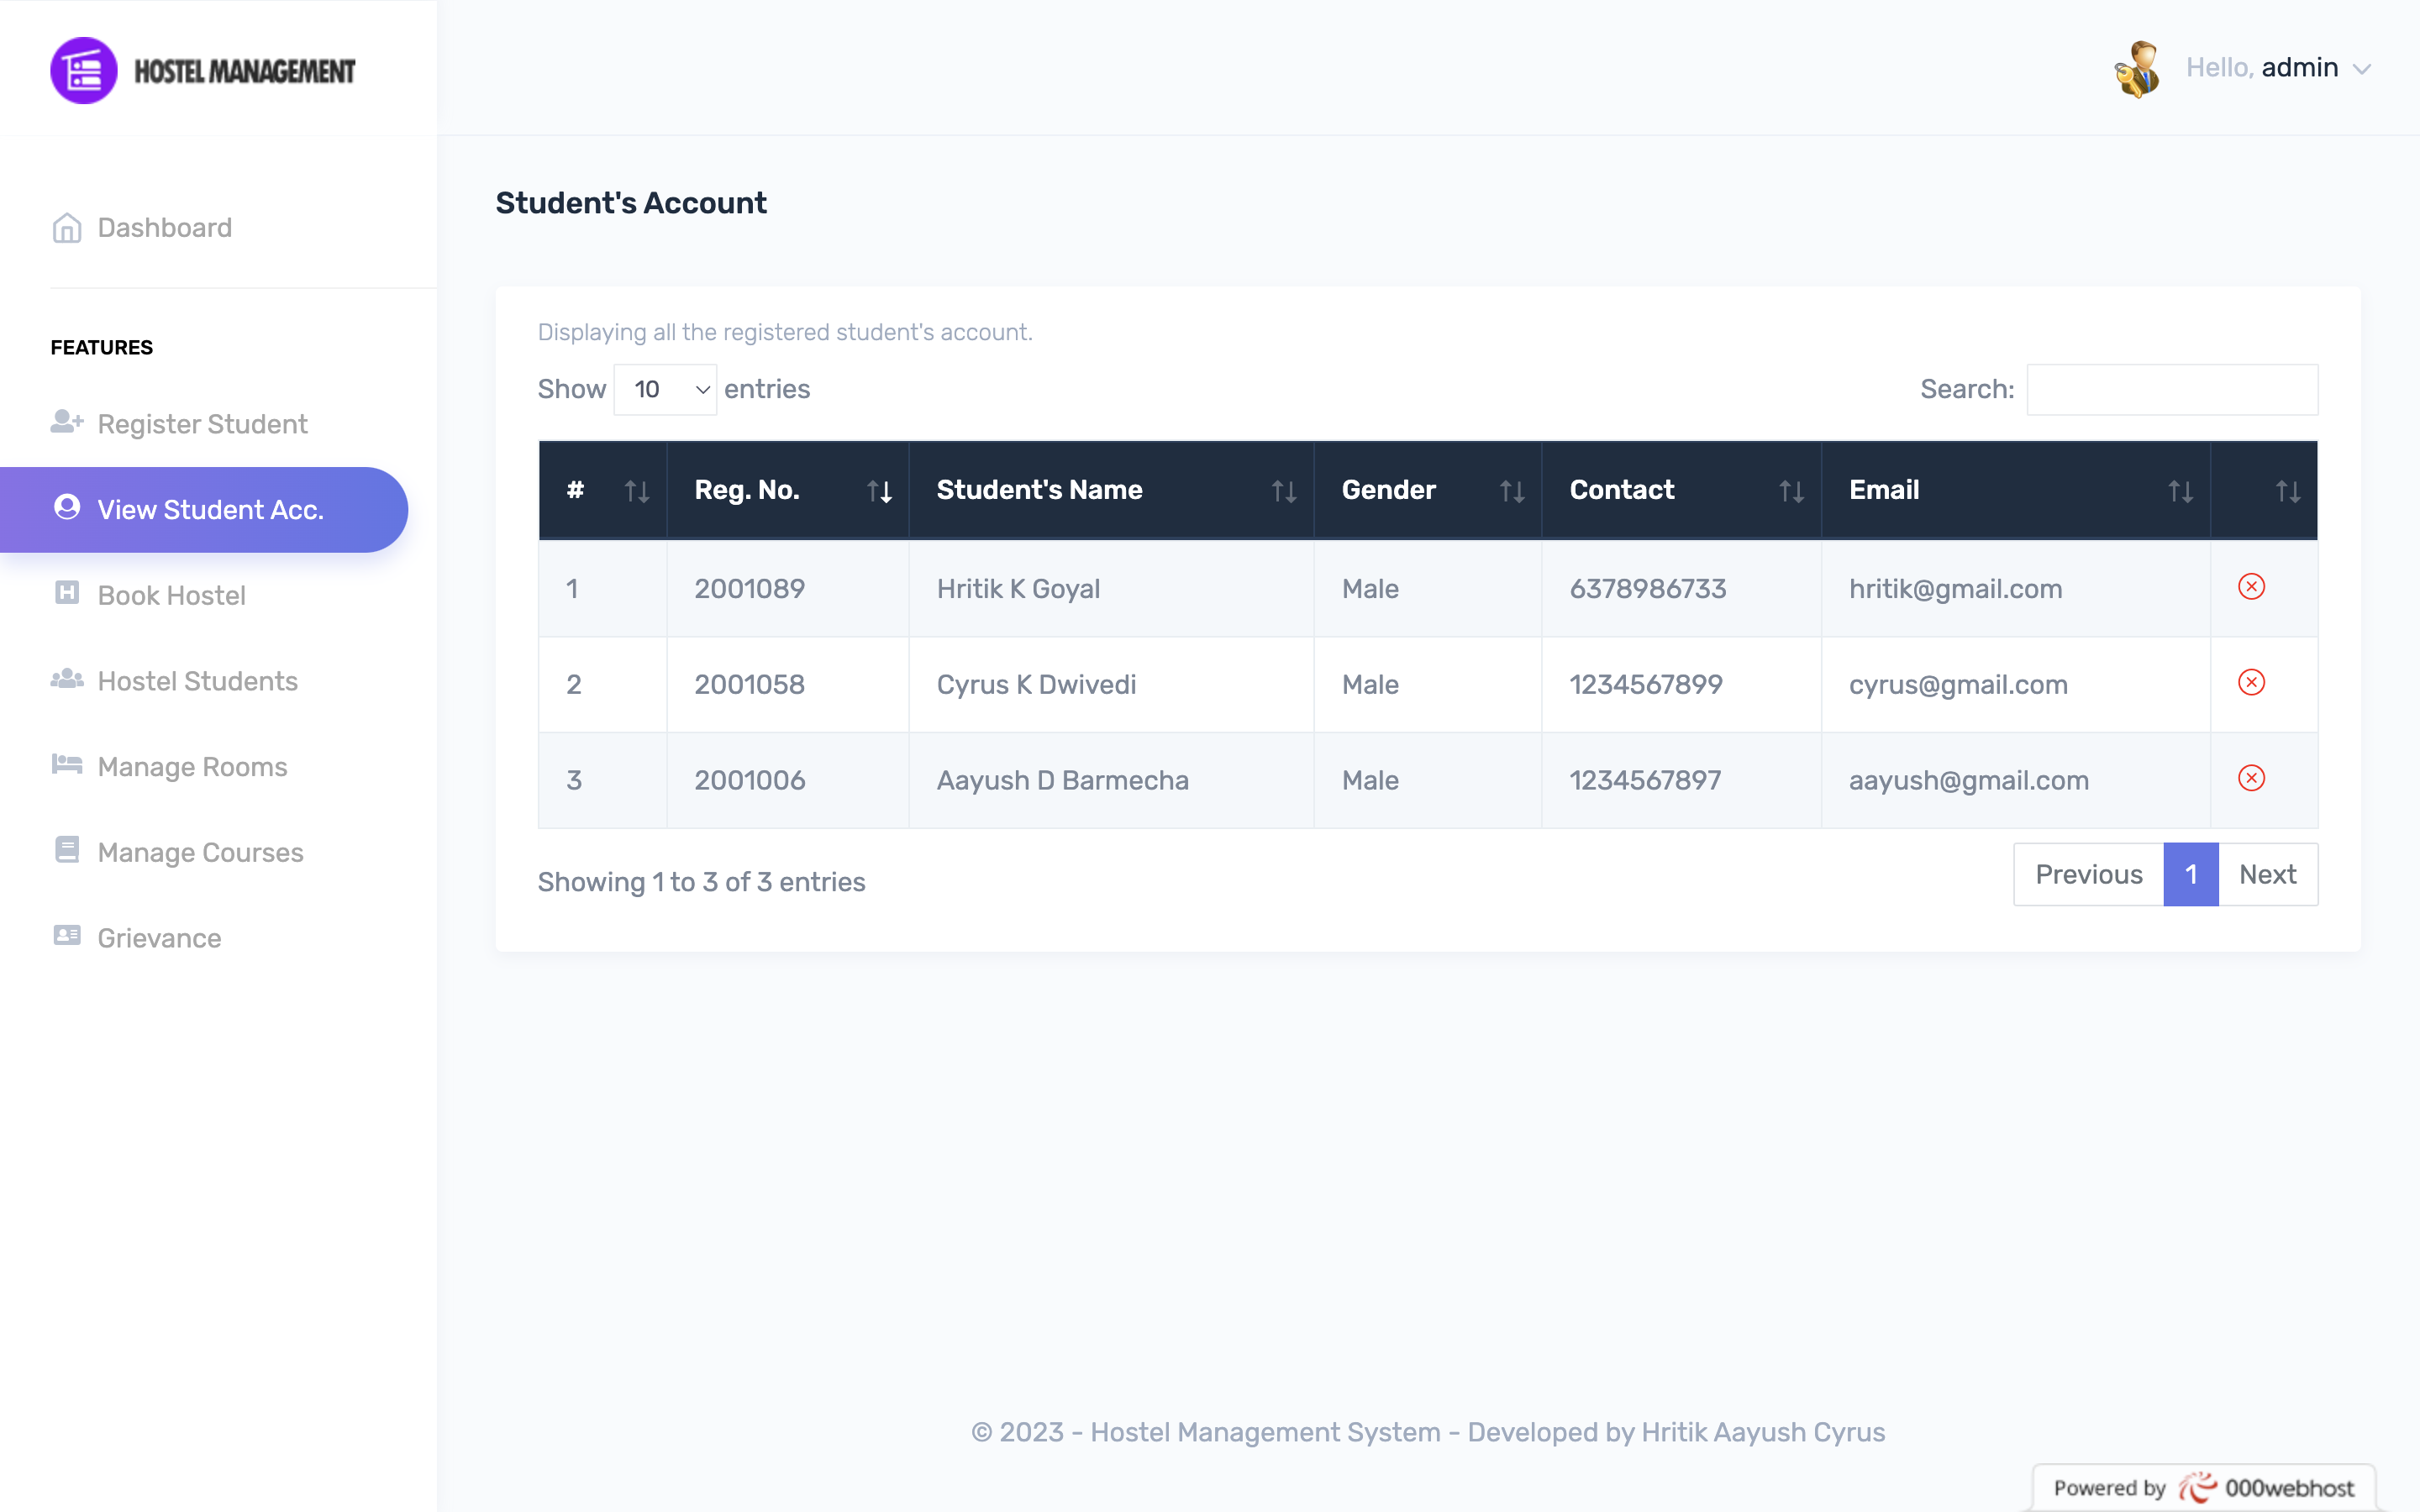 HOSTEL MANAGEMENT
Hello, admin
Dashboard
FEATURES
Register Student
View Student Acc.
Book Hostel
Hostel Students
Manage Rooms
Manage Courses
Grievance
Student's Account
Displaying all the registered student's account.
Show 10 entries
Search:
# Reg. No. Student's Name Gender Contact Email
1 2001089 Hritik K Goyal Male 6378986733 hritik@gmail.com
2 2001058 Cyrus K Dwivedi Male 1234567899 cyrus@gmail.com
3 2001006 Aayush D Barmecha Male 1234567897 aayush@gmail.com
Showing 1 to 3 of 3 entries
Previous 1 Next
© 2023 - Hostel Management System - Developed by Hritik Aayush Cyrus
Powered by 000webhost